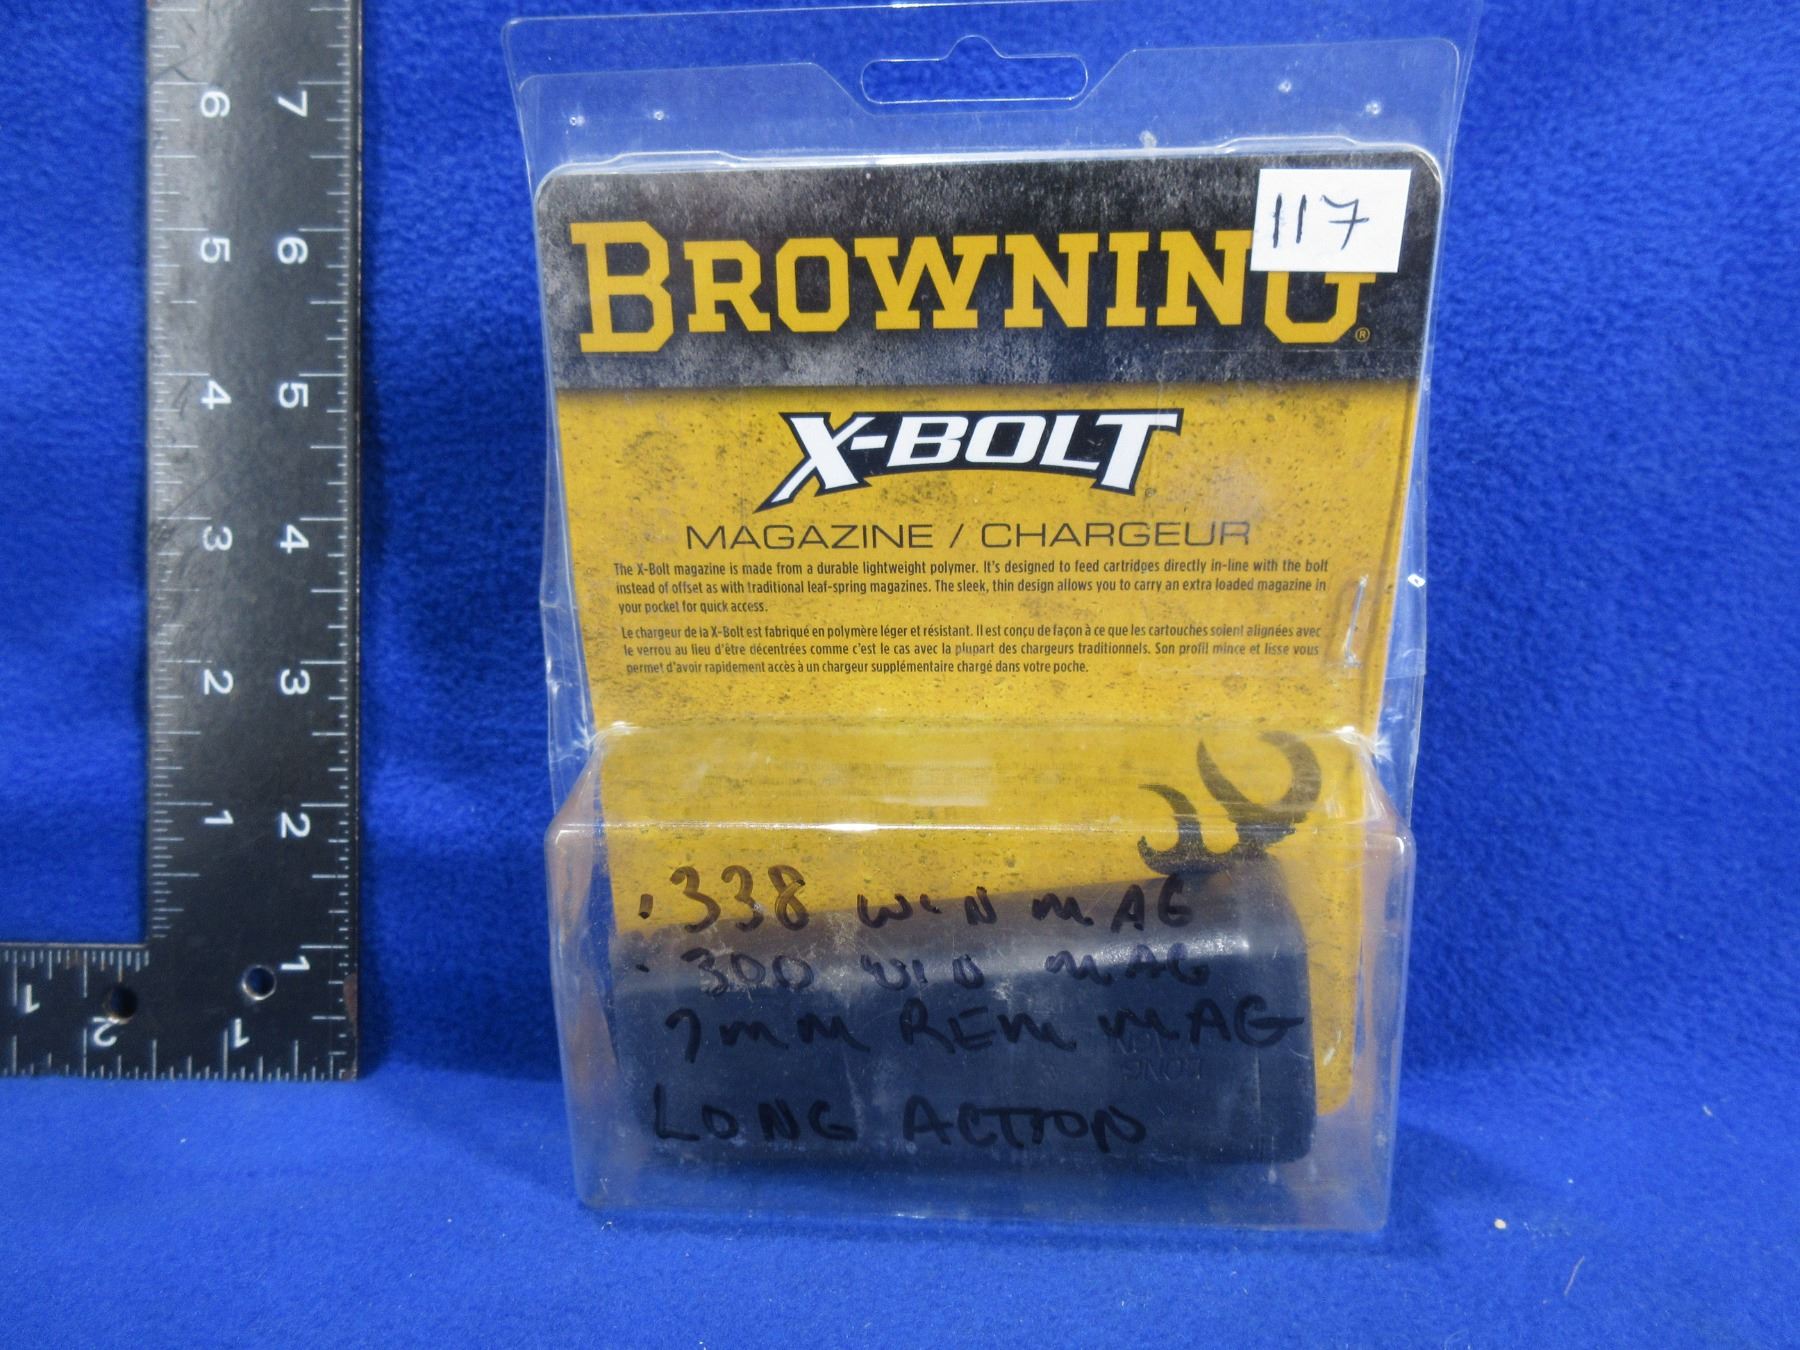 117
BROWNING®
X-BOLT
MAGAZINE / CHARGEUR
The X-Bolt magazine is made from a durable lightweight polymer. It's designed to feed cartridges directly in-line with the bolt
instead of offset as with traditional leaf-spring magazines. The sleek, thin design allows you to carry an extra loaded magazine in
your pocket for quick access.
Le chargeur de la X-Bolt est fabriqué en polymère léger et résistant. Il est conçu de façon à ce que les cartouches soient alignées avec
le verrou au lieu d'être décentrées comme c'est le cas avec la plupart des chargeurs traditionnels. Son profil mince et lisse vous
permet d'avoir rapidement accès à un chargeur supplémentaire chargé dans votre poche.
.338 WIN MAG
.300 WIN MAG
7mm REM MAG
LONG
LONG ACTION
6 7
5 6
4 5
3 4
2 3
1 2
1
1 2 1